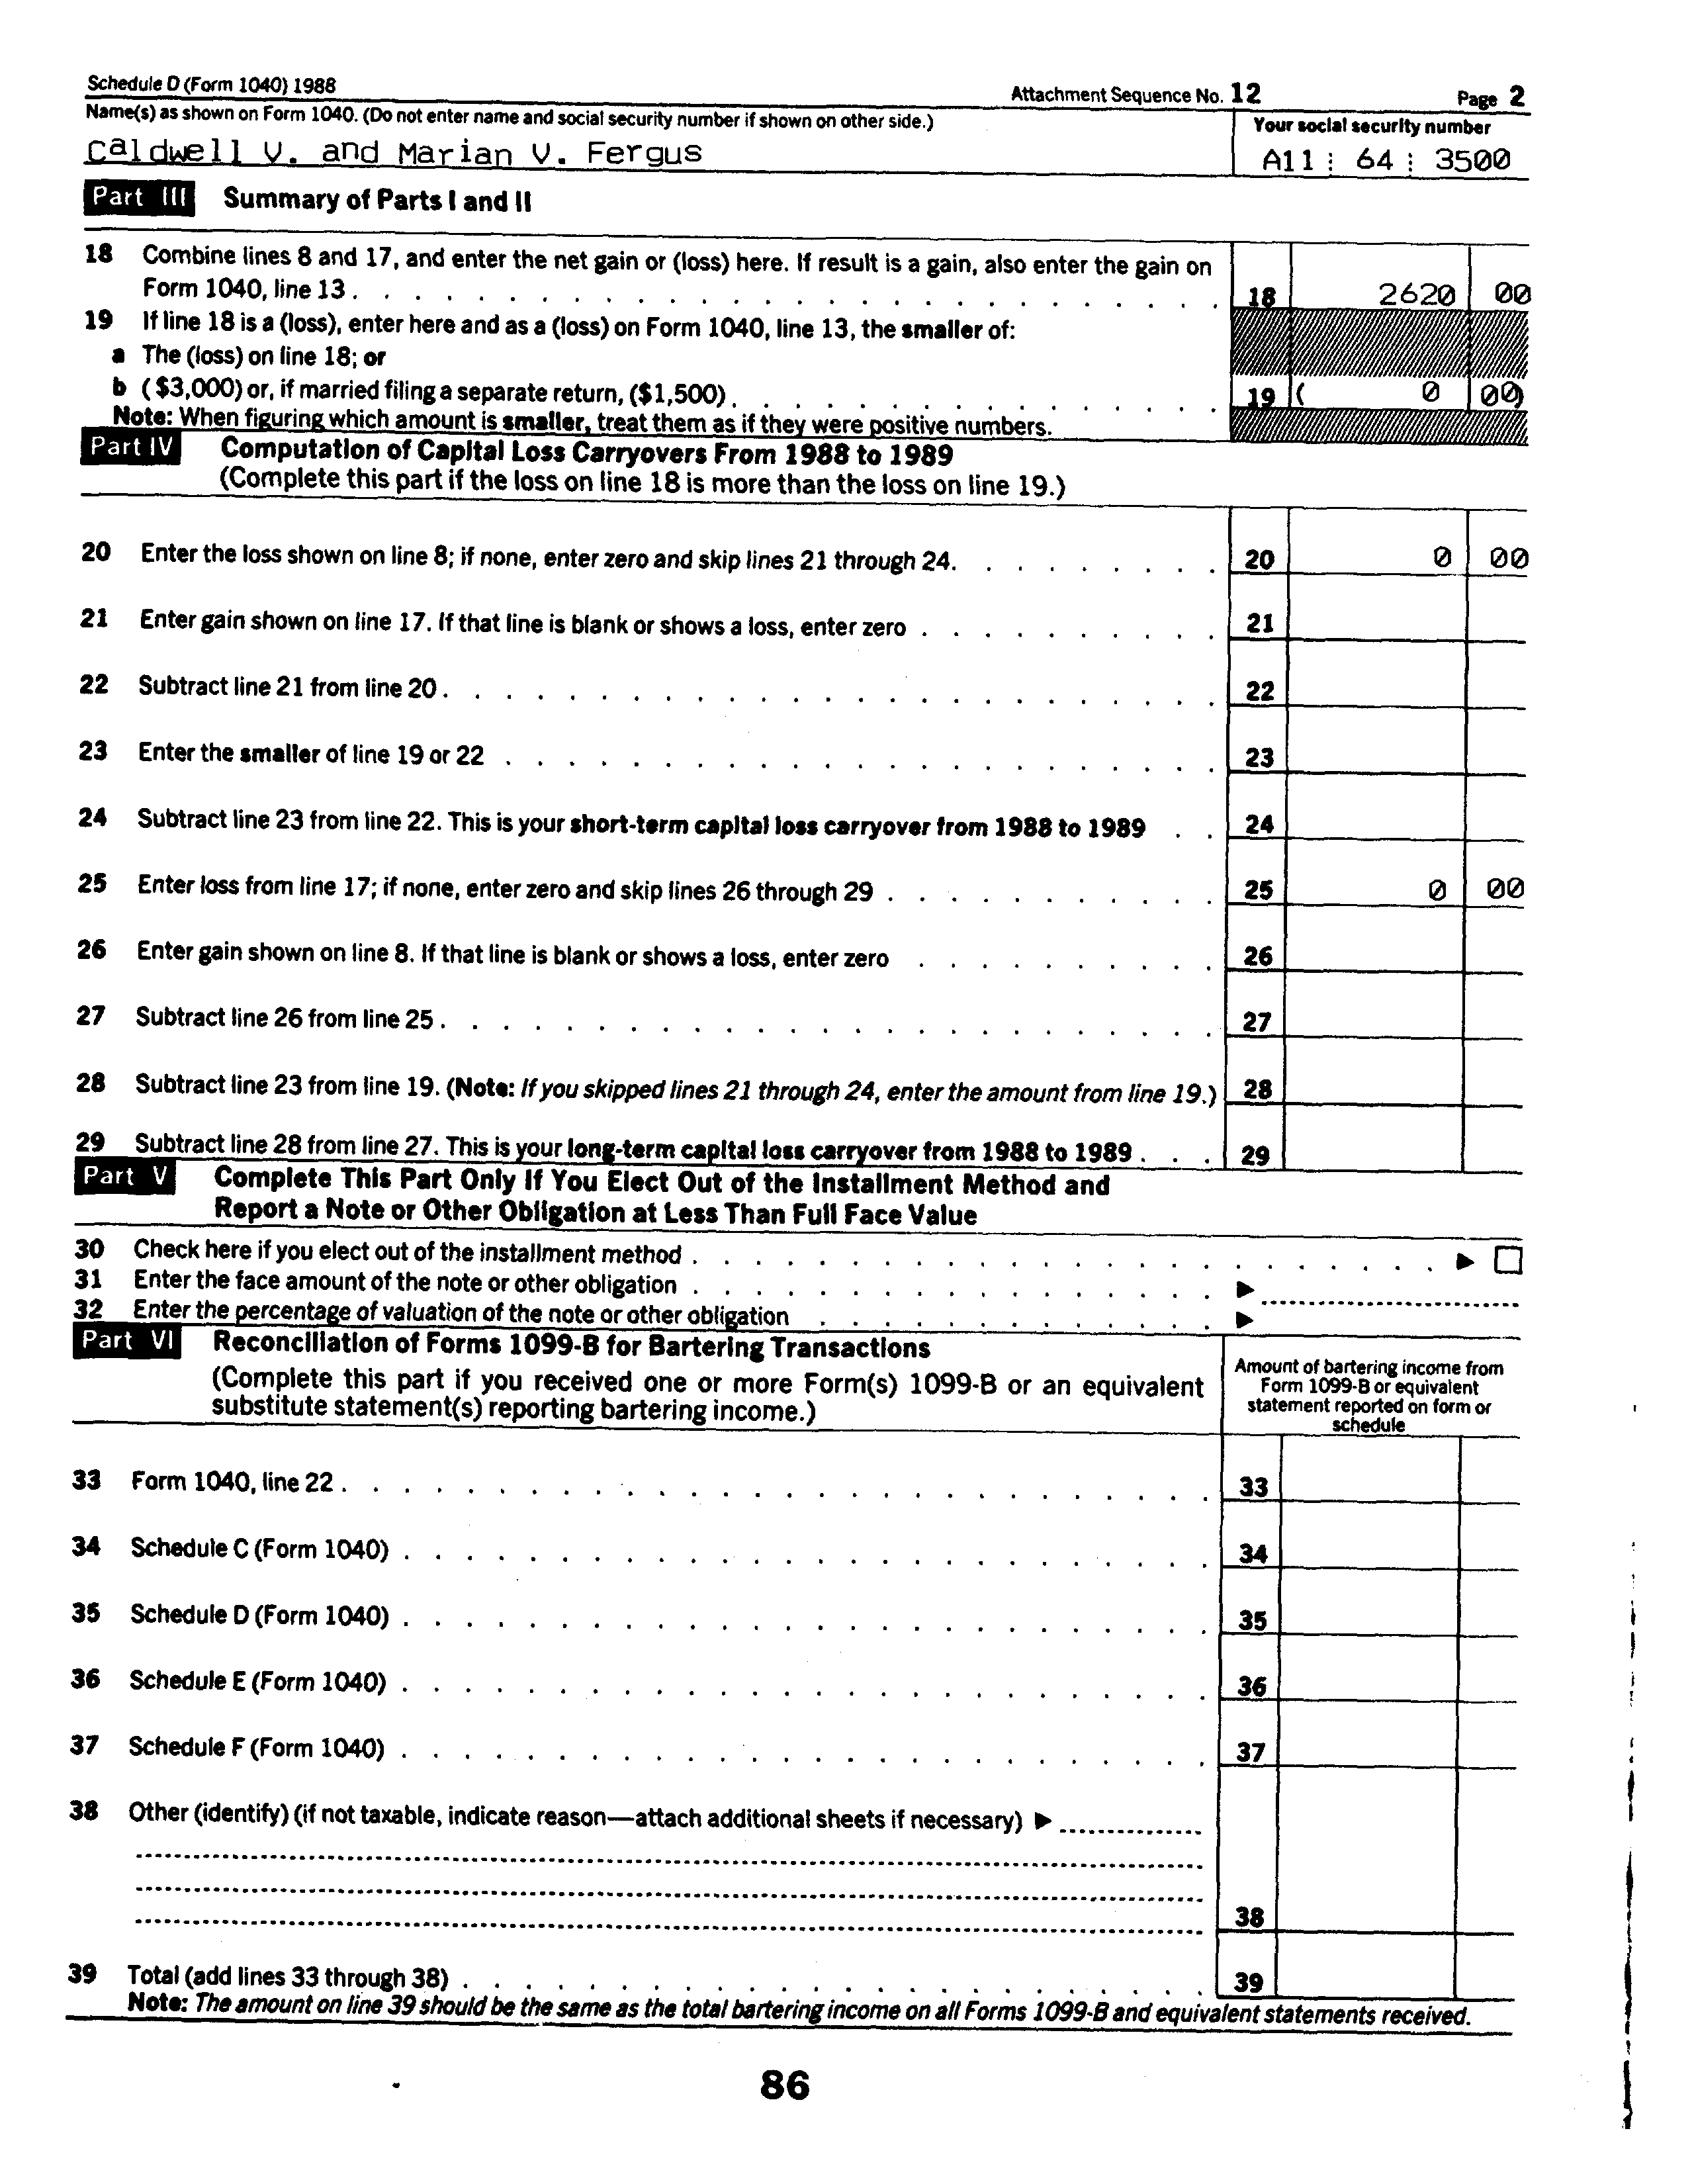 Schedule D (Form 1040) 1988 Attachment Sequence No. 12 Page 2
Name(s) as shown on Form 1040. (Do not enter name and social security number if shown on other side.) Your social security number
Caldwell V. and Marian V. Fergus A11 64 3500
Part III Summary of Parts I and II
18 Combine lines 8 and 17, and enter the net gain or (loss) here. If result is a gain, also enter the gain on
Form 1040, line 13 . 18 2620 00
19 If line 18 is a (loss), enter here and as a (loss) on Form 1040, line 13, the smaller of:
a The (loss) on line 18; or
b ($3,000) or, if married filing a separate return, ($1,500) . 19 ( 0 00)
Note: When figuring which amount is smaller, treat them as if they were positive numbers.
Part IV Computation of Capital Loss Carryovers From 1988 to 1989
(Complete this part if the loss on line 18 is more than the loss on line 19.)
20 Enter the loss shown on line 8; if none, enter zero and skip lines 21 through 24. 20 0 00
21 Enter gain shown on line 17. If that line is blank or shows a loss, enter zero 21
22 Subtract line 21 from line 20 . 22
23 Enter the smaller of line 19 or 22 23
24 Subtract line 23 from line 22. This is your short-term capital loss carryover from 1988 to 1989 24
25 Enter loss from line 17; if none, enter zero and skip lines 26 through 29 . 25 0 00
26 Enter gain shown on line 8. If that line is blank or shows a loss, enter zero 26
27 Subtract line 26 from line 25 . 27
28 Subtract line 23 from line 19. (Note: If you skipped lines 21 through 24, enter the amount from line 19.) 28
29 Subtract line 28 from line 27. This is your long-term capital loss carryover from 1988 to 1989 . 29
Part V Complete This Part Only If You Elect Out of the Installment Method and
Report a Note or Other Obligation at Less Than Full Face Value
30 Check here if you elect out of the installment method . ▶ ☐
31 Enter the face amount of the note or other obligation . ▶
32 Enter the percentage of valuation of the note or other obligation ▶
Part VI Reconciliation of Forms 1099-B for Bartering Transactions
(Complete this part if you received one or more Form(s) 1099-B or an equivalent
substitute statement(s) reporting bartering income.)
Amount of bartering income from
Form 1099-B or equivalent
statement reported on form or
schedule
33 Form 1040, line 22 . 33
34 Schedule C (Form 1040) . 34
35 Schedule D (Form 1040) . 35
36 Schedule E (Form 1040) . 36
37 Schedule F (Form 1040) . 37
38 Other (identify) (if not taxable, indicate reason—attach additional sheets if necessary) ▶
38
39 Total (add lines 33 through 38) . 39
Note: The amount on line 39 should be the same as the total bartering income on all Forms 1099-B and equivalent statements received.
86